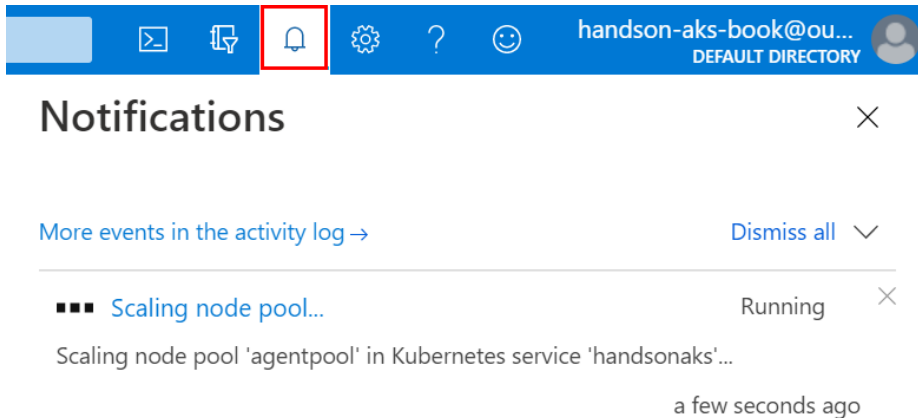 handson-aks-book@ou...
DEFAULT DIRECTORY
Notifications
More events in the activity log →
Dismiss all
Scaling node pool...
Running
Scaling node pool 'agentpool' in Kubernetes service 'handsonaks'...
a few seconds ago